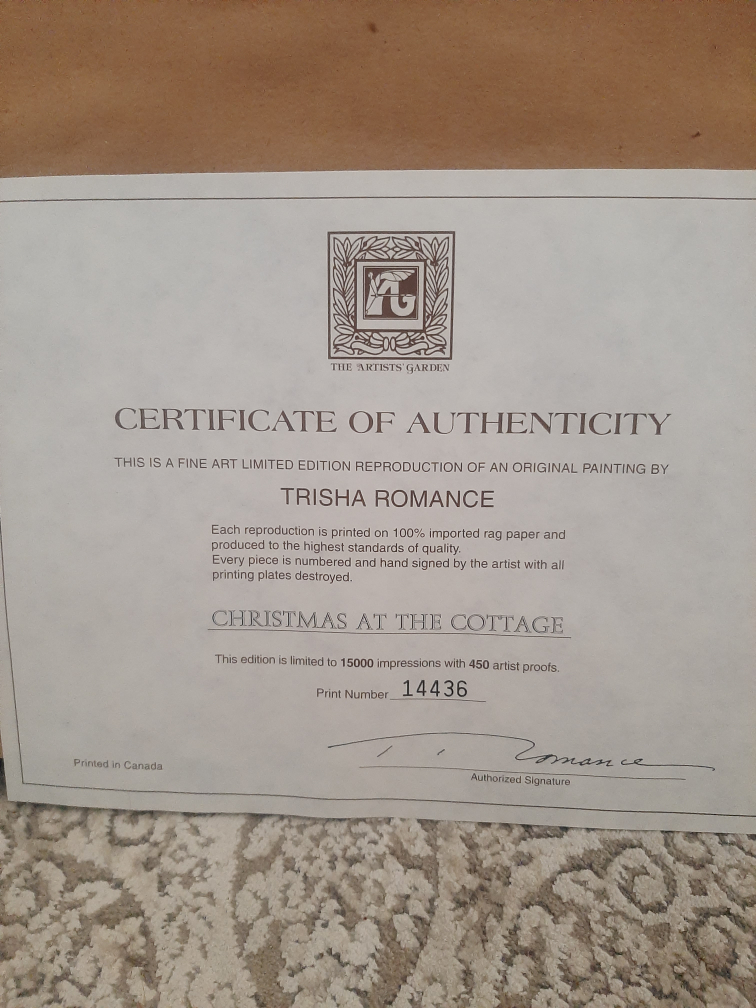 AG
THE ARTISTS' GARDEN
CERTIFICATE OF AUTHENTICITY
THIS IS A FINE ART LIMITED EDITION REPRODUCTION OF AN ORIGINAL PAINTING BY
TRISHA ROMANCE
Each reproduction is printed on 100% imported rag paper and
produced to the highest standards of quality.
Every piece is numbered and hand signed by the artist with all
printing plates destroyed.
CHRISTMAS AT THE COTTAGE
This edition is limited to 15000 impressions with 450 artist proofs.
Print Number 14436
T. Romance
Authorized Signature
Printed in Canada